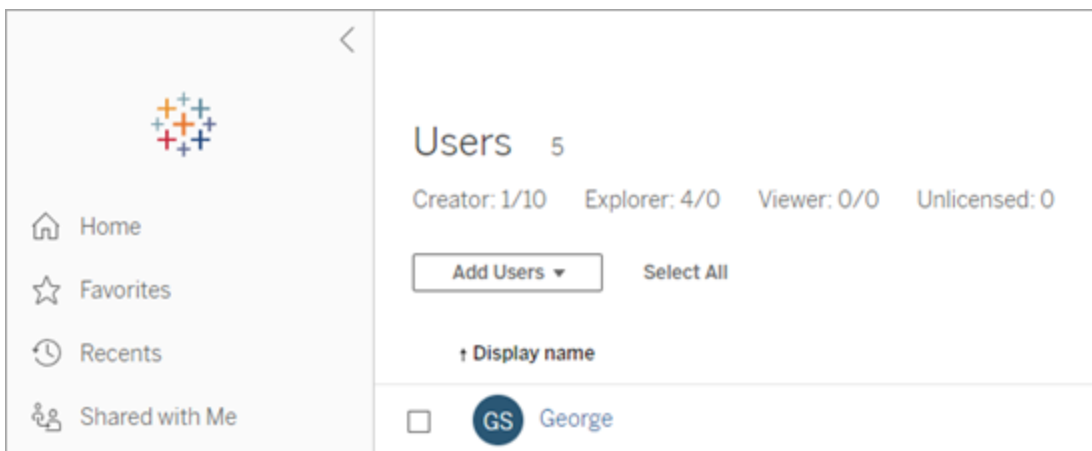 Home
Favorites
Recents
Shared with Me
Users 5
Creator: 1/10 Explorer: 4/0 Viewer: 0/0 Unlicensed: 0
Add Users ▾ Select All
↑ Display name
GS George